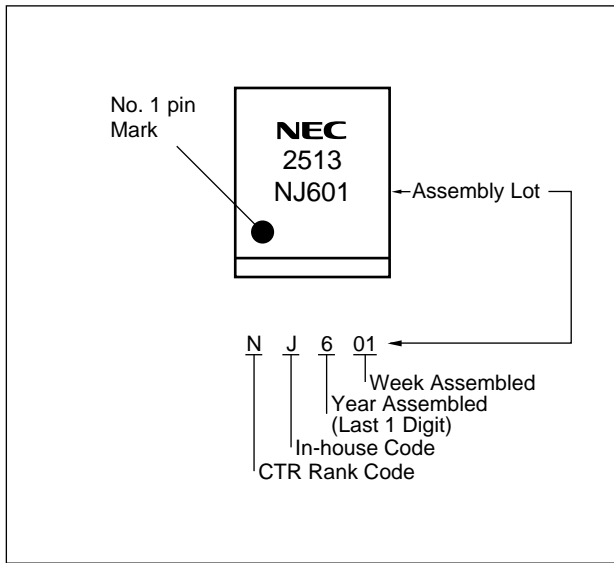 No. 1 pin
Mark
NEC
2513
NJ601
Assembly Lot
N J 6 01
Week Assembled
Year Assembled
(Last 1 Digit)
In-house Code
CTR Rank Code